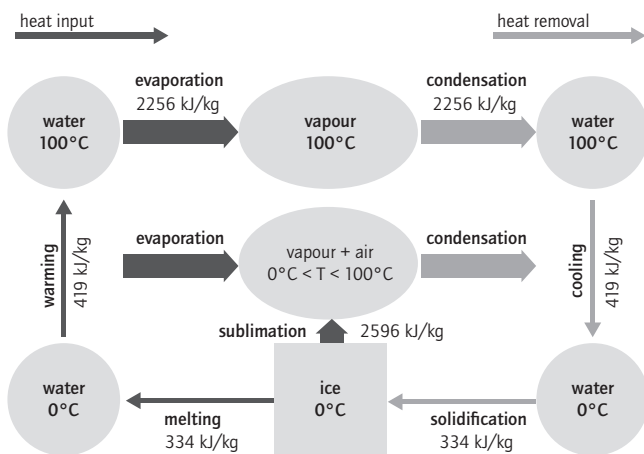 heat input
heat removal
evaporation
2256 kJ/kg
condensation
2256 kJ/kg
water
100°C
vapour
100°C
water
100°C
warming
419 kJ/kg
evaporation
vapour + air
0°C < T < 100°C
condensation
cooling
419 kJ/kg
sublimation
2596 kJ/kg
water
0°C
ice
0°C
water
0°C
melting
334 kJ/kg
solidification
334 kJ/kg